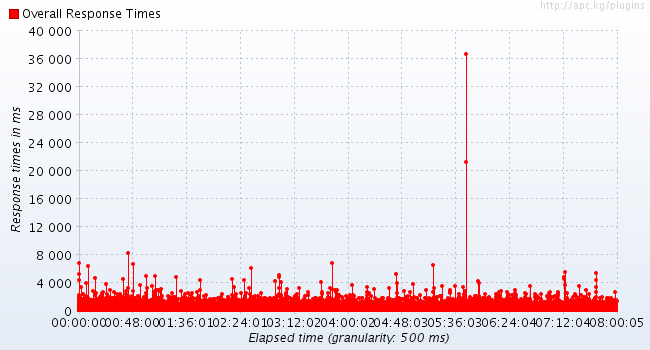 http://apc.kg/plugins
Overall Response Times
40 000
36 000
32 000
28 000
24 000
20 000
16 000
12 000
8 000
4 000
0
Response times in ms
00:00:00 00:48:00 01:36:01 02:24:01 03:12:02 04:00:02 04:48:03 05:36:03 06:24:04 07:12:04 08:00:05
Elapsed time (granularity: 500 ms)